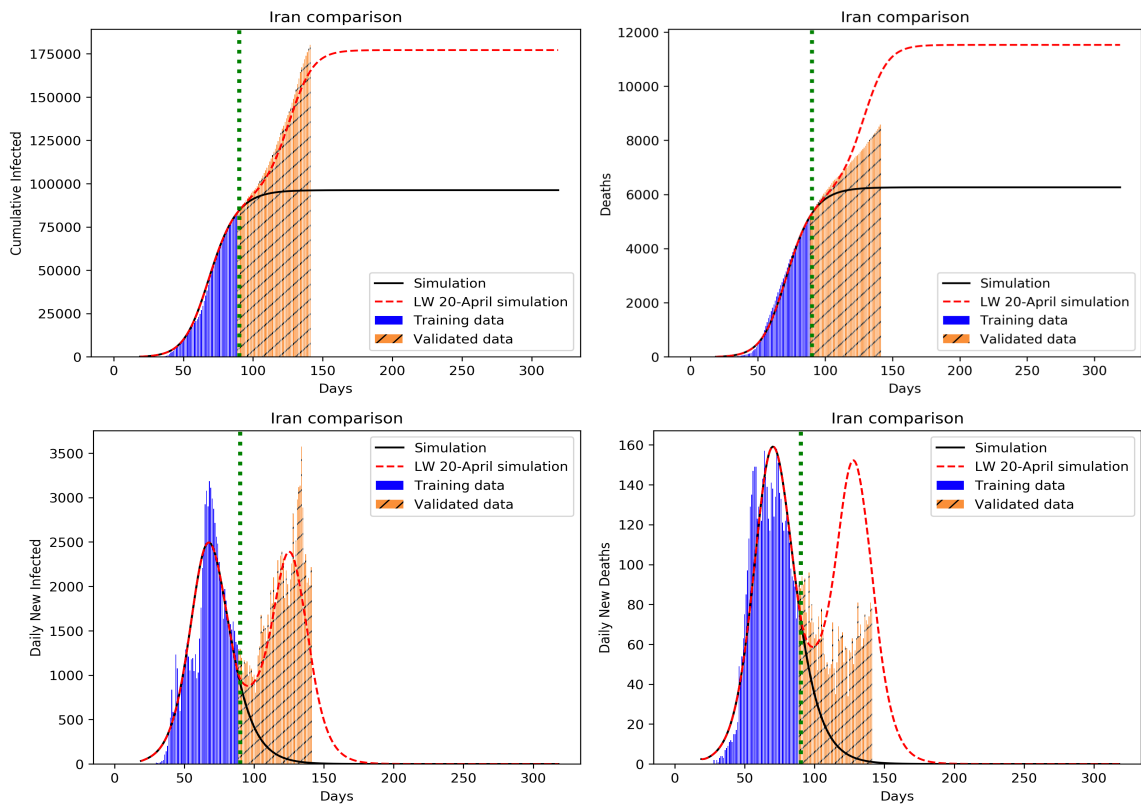 Iran comparison
Cumulative Infected
175000
150000
125000
100000
75000
50000
25000
0
0 50 100 150 200 250 300
Days
Simulation
LW 20-April simulation
Training data
Validated data
Iran comparison
Deaths
12000
10000
8000
6000
4000
2000
0
0 50 100 150 200 250 300
Days
Simulation
LW 20-April simulation
Training data
Validated data
Iran comparison
Daily New Infected
3500
3000
2500
2000
1500
1000
500
0
0 50 100 150 200 250 300
Days
Simulation
LW 20-April simulation
Training data
Validated data
Iran comparison
Daily New Deaths
160
140
120
100
80
60
40
20
0
0 50 100 150 200 250 300
Days
Simulation
LW 20-April simulation
Training data
Validated data